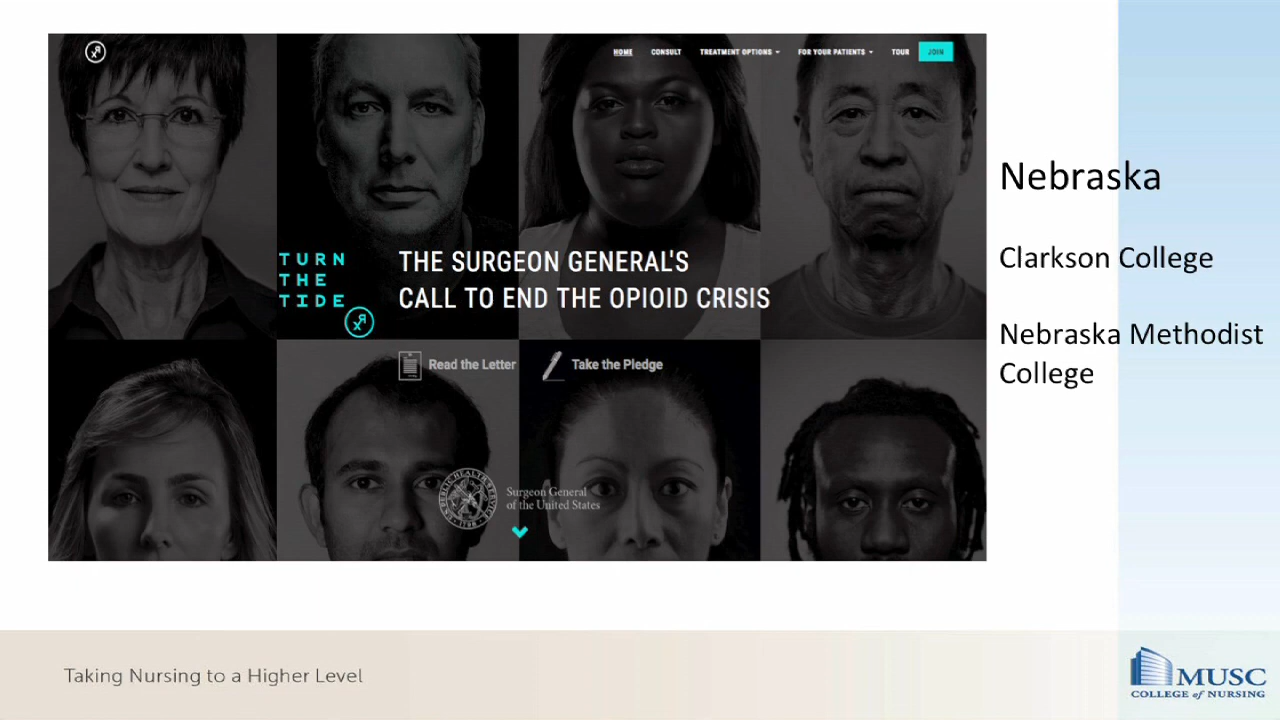 HOME CONSULT TREATMENT OPTIONS FOR YOUR PATIENTS TOUR JOIN
TURN
THE
TIDE
Rx
THE SURGEON GENERAL'S
CALL TO END THE OPIOID CRISIS
Read the Letter
Take the Pledge
Surgeon General
of the United States
1798
Nebraska
Clarkson College
Nebraska Methodist
College
Taking Nursing to a Higher Level
MUSC
COLLEGE of NURSING